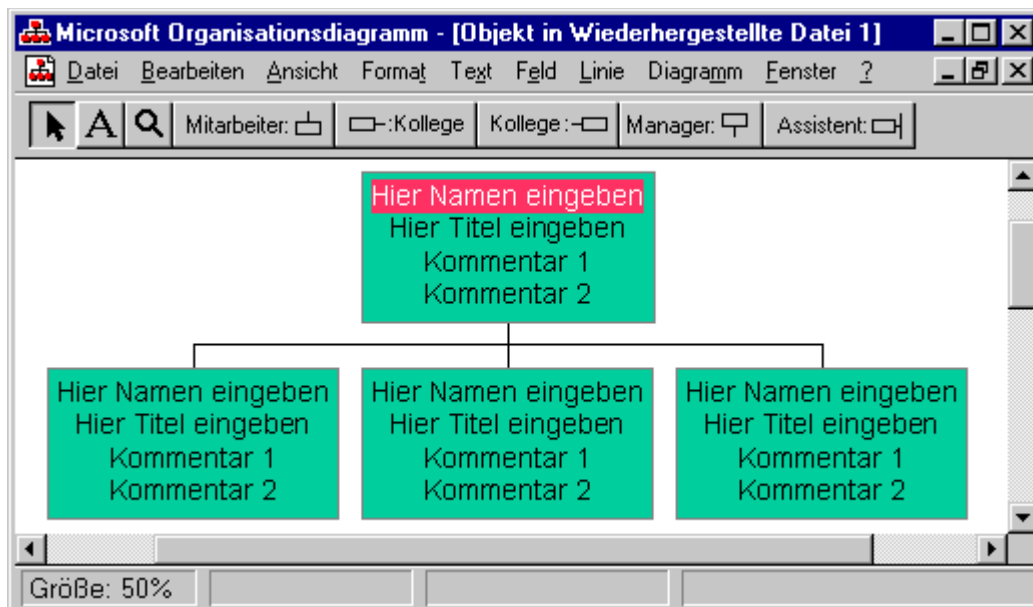 Microsoft Organisationsdiagramm - [Objekt in Wiederhergestellte Datei 1]
Datei Bearbeiten Ansicht Format Text Feld Linie Diagramm Fenster ?
A Mitarbeiter: :Kollege Kollege: Manager: Assistent:
Hier Namen eingeben
Hier Titel eingeben
Kommentar 1
Kommentar 2
Hier Namen eingeben
Hier Titel eingeben
Kommentar 1
Kommentar 2
Hier Namen eingeben
Hier Titel eingeben
Kommentar 1
Kommentar 2
Hier Namen eingeben
Hier Titel eingeben
Kommentar 1
Kommentar 2
Größe: 50%